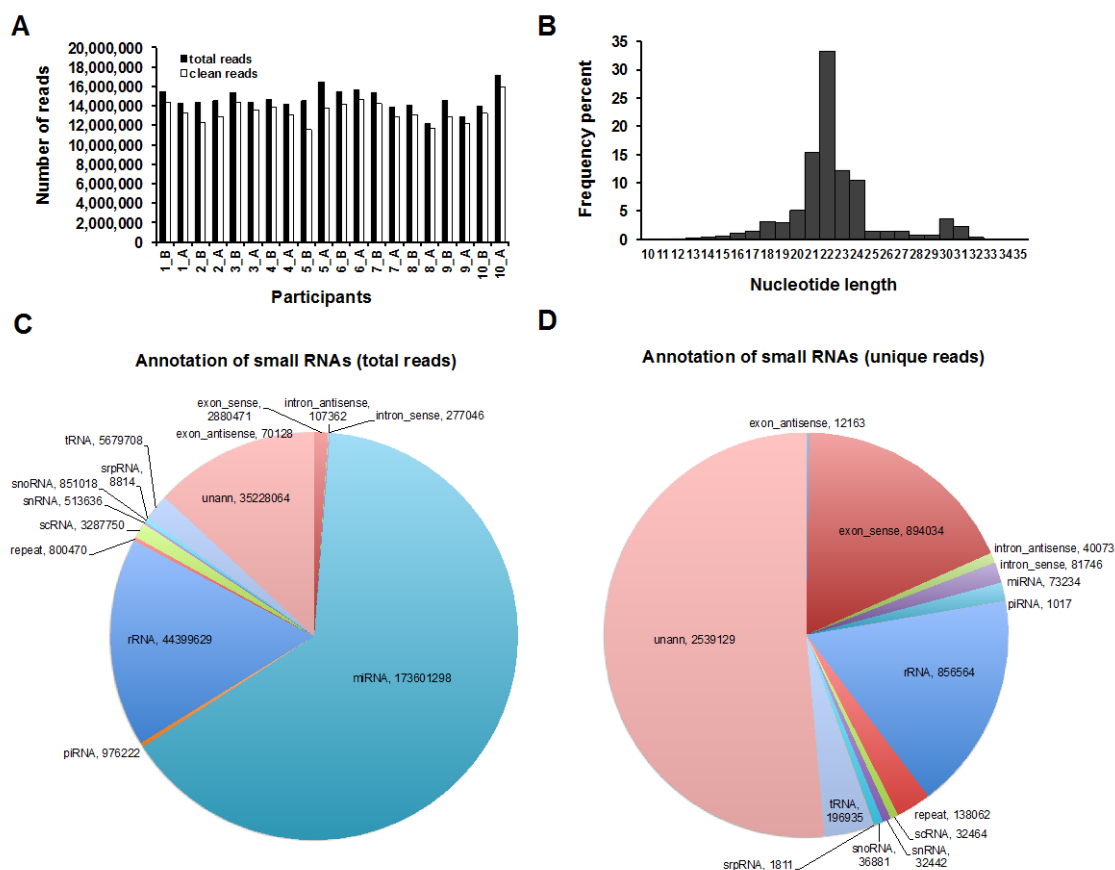 A
20,000,000
18,000,000
16,000,000
14,000,000
12,000,000
10,000,000
8,000,000
6,000,000
4,000,000
2,000,000
0
Number of reads
total reads
clean reads
1_B
1_A
2_B
2_A
3_B
3_A
4_B
4_A
5_B
5_A
6_B
6_A
7_B
7_A
8_B
8_A
9_B
9_A
10_B
10_A
Participants
B
35
30
25
20
15
10
5
0
Frequency percent
10 11 12 13 14 15 16 17 18 19 20 21 22 23 24 25 26 27 28 29 30 31 32 33 34 35
Nucleotide length
C
Annotation of small RNAs (total reads)
exon_sense,
2880471
intron_antisense,
107362
intron_sense, 277046
exon_antisense, 70128
tRNA, 5679708
srpRNA,
8814
snoRNA, 851018
snRNA, 513636
scRNA, 3287750
repeat, 800470
unann, 35228064
rRNA, 44399629
miRNA, 173601298
piRNA, 976222
D
Annotation of small RNAs (unique reads)
exon_antisense, 12163
exon_sense, 894034
intron_antisense, 40073
intron_sense, 81746
miRNA, 73234
piRNA, 1017
unann, 2539129
rRNA, 856564
tRNA,
196935
repeat, 138062
scRNA, 32464
snRNA,
32442
snoRNA,
36881
srpRNA, 1811